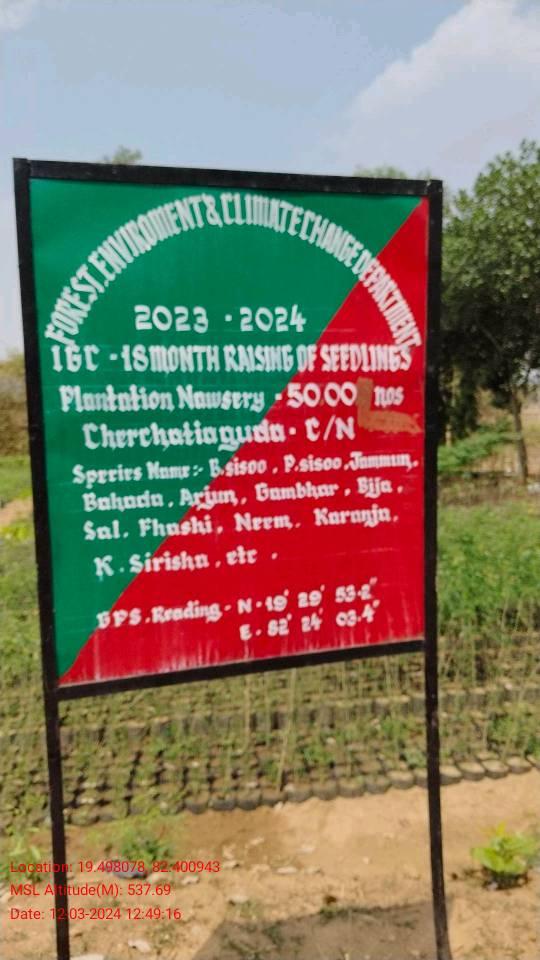 FOREST, ENVIROMENT & CLIMATE CHANGE DEPARTMENT
2023 - 2024
I&C - 18 MONTH RAISING OF SEEDLINGS
Plantation Nawsery - 50,00 nos
Cherchatiaguda - C/N
Speries Name:- B.sisoo, P.sisoo, Jammun,
Bahada, Arjun, Gambhar, Bija,
Sal, Fhashi, Neem, Karanja,
K. Sirisha, etc.
GPS. Reading - N - 19' 29' 53.2"
E - 82' 24' 03.4"
Location: 19.498078, 82.400943
MSL Altitude(M): 537.69
Date: 12-03-2024 12:49:16